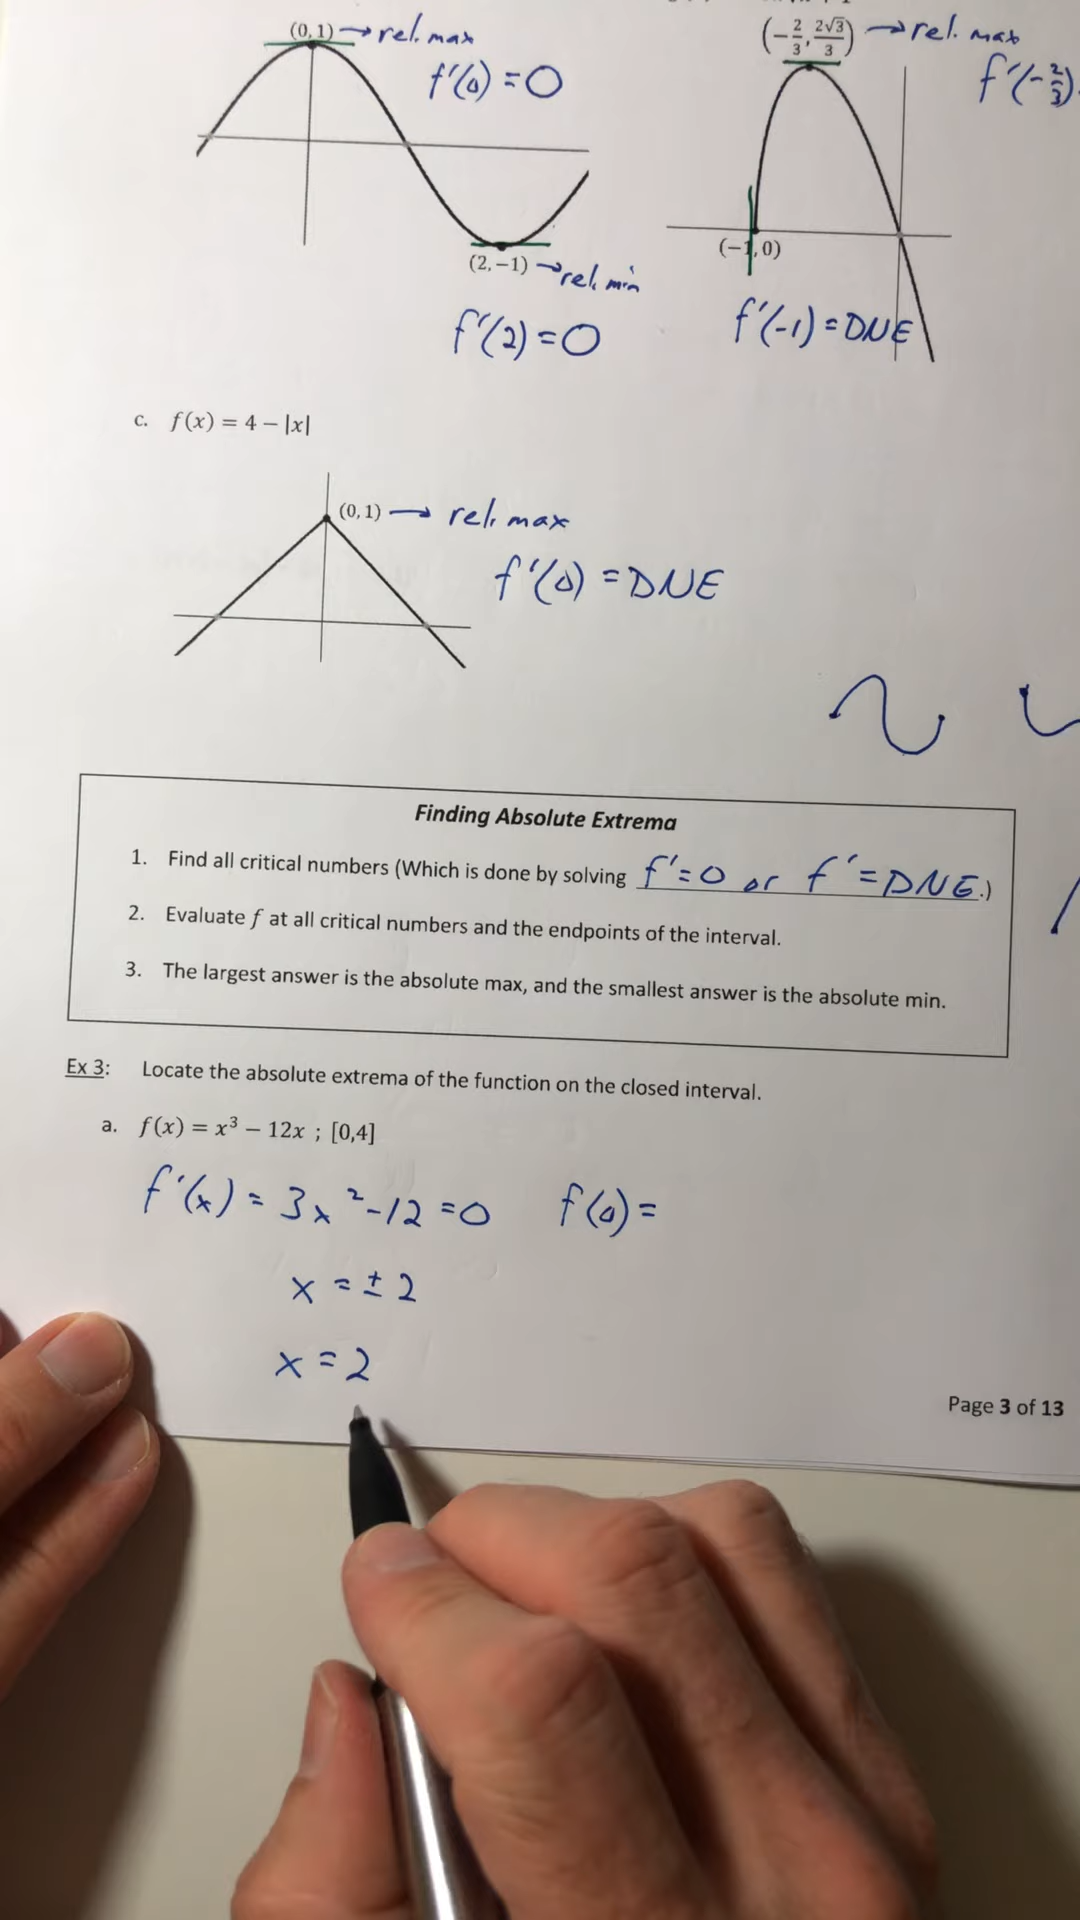 (0, 1) → rel. max
f'(0) = 0
(2, −1) → rel. min
f'(2) = 0
(−2/3, 2√3/3) → rel. max
f'(-2/3)
(−1, 0)
f'(-1) = DNE
c. f(x) = 4 − |x|
(0, 1) → rel. max
f'(0) = DNE
Finding Absolute Extrema
1. Find all critical numbers (Which is done by solving f' = 0 or f' = DNE.)
2. Evaluate f at all critical numbers and the endpoints of the interval.
3. The largest answer is the absolute max, and the smallest answer is the absolute min.
Ex 3: Locate the absolute extrema of the function on the closed interval.
a. f(x) = x³ − 12x ; [0,4]
f'(x) = 3x² - 12 = 0 f(0) =
x = ± 2
x = 2
Page 3 of 13